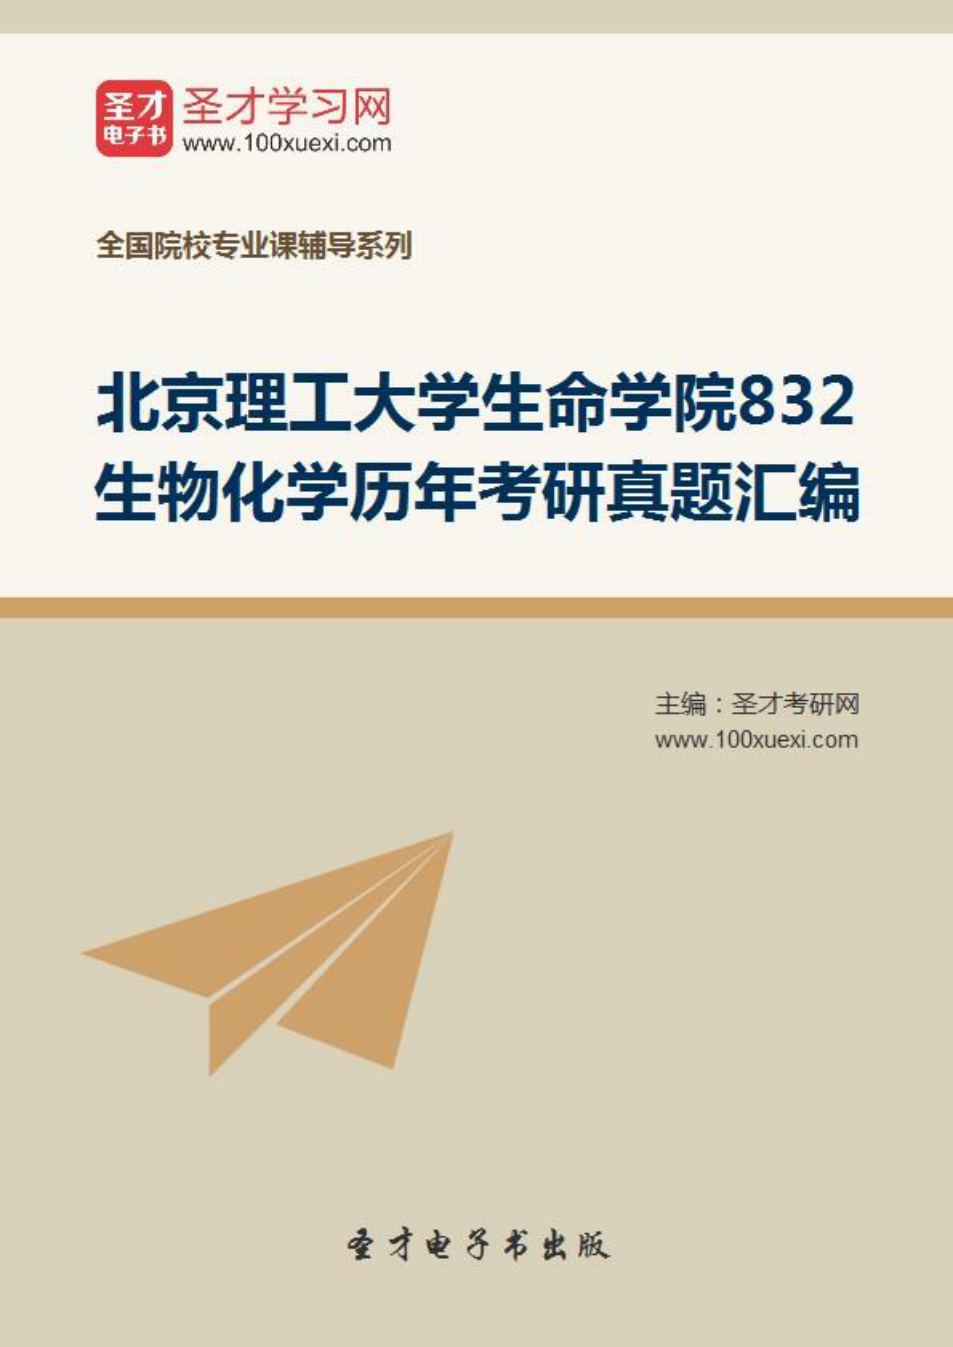 圣才
电子书
圣才学习网
www.100xuexi.com
全国院校专业课辅导系列
北京理工大学生命学院832
生物化学历年考研真题汇编
主编：圣才考研网
www.100xuexi.com
圣才电子书出版